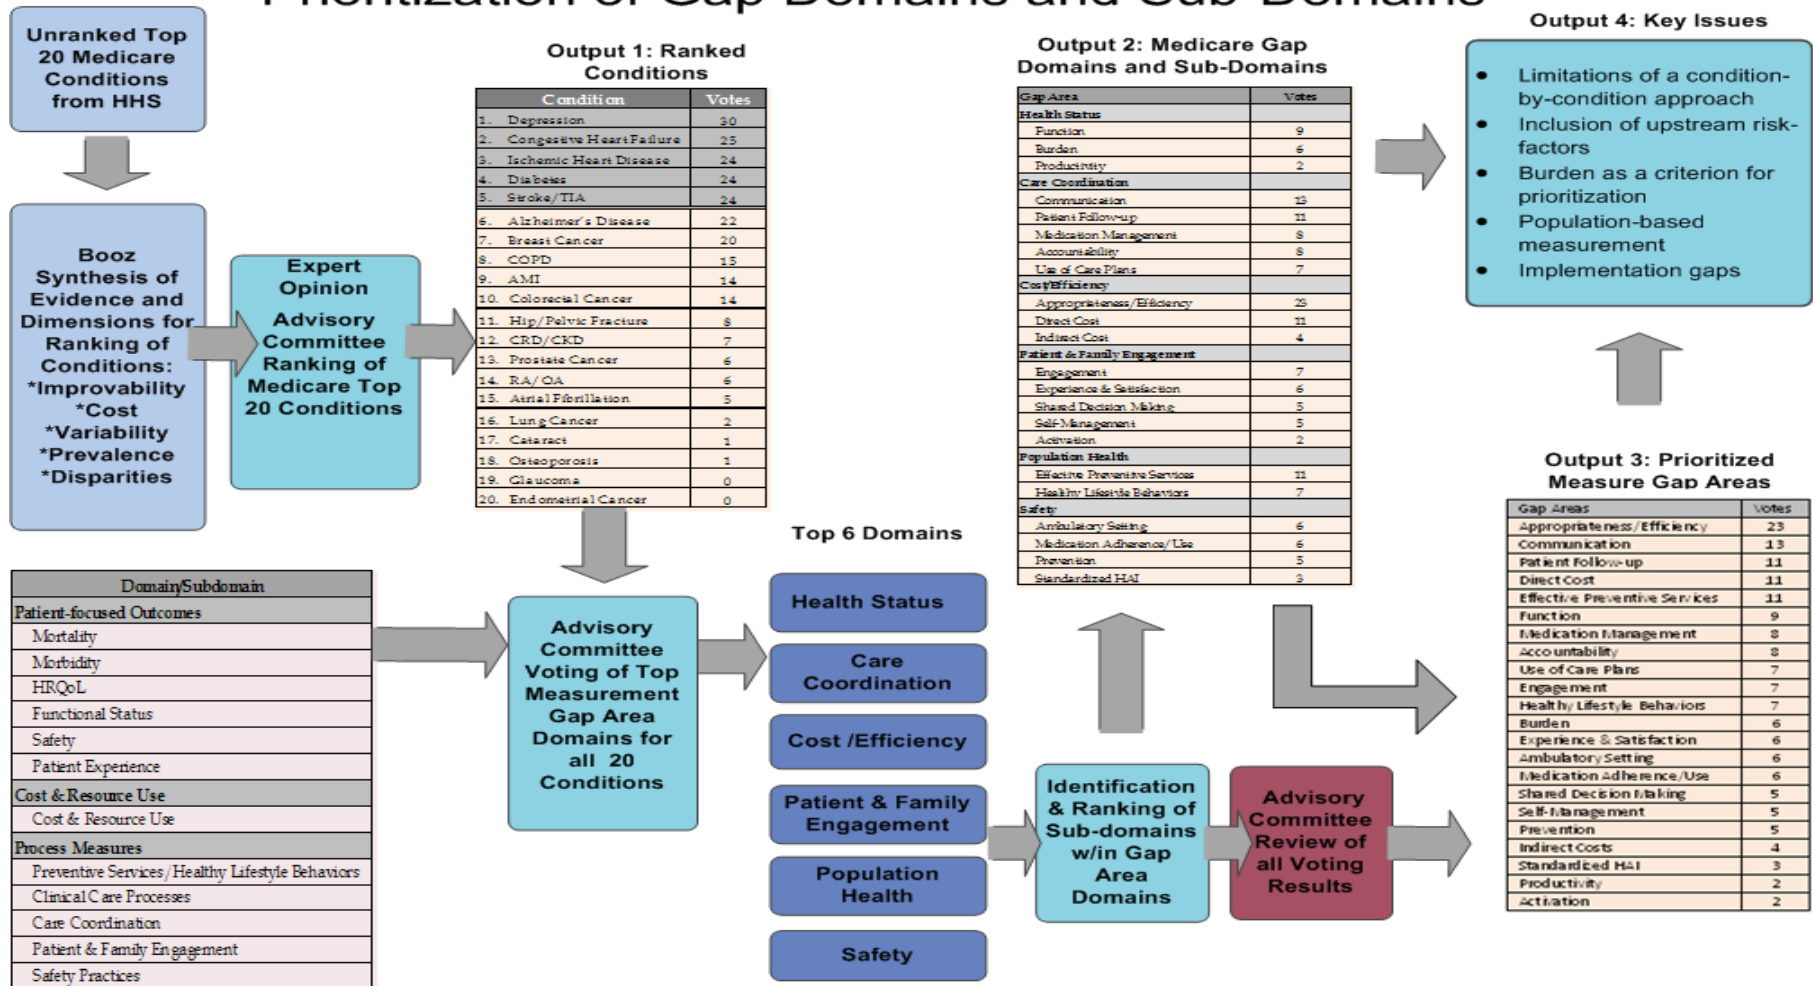 Prioritization of Gap Domains and Sub-Domains
Unranked Top
20 Medicare
Conditions
from HHS
Booz
Synthesis of
Evidence and
Dimensions for
Ranking of
Conditions:
*Improvability
*Cost
*Variability
*Prevalence
*Disparities
Expert
Opinion
Advisory
Committee
Ranking of
Medicare Top
20 Conditions
Output 1: Ranked
Conditions
Condition Votes
1. Depression 30
2. Congestive Heart Failure 25
3. Ischemic Heart Disease 24
4. Diabetes 24
5. Stroke/TIA 24
6. Alzheimer's Disease 22
7. Breast Cancer 20
8. COPD 15
9. AMI 14
10. Colorectal Cancer 14
11. Hip/Pelvic Fracture 8
12. CRD/CKD 7
13. Prostate Cancer 6
14. RA/OA 6
15. Atrial Fibrillation 5
16. Lung Cancer 2
17. Cataract 1
18. Osteoporosis 1
19. Glaucoma 0
20. Endometrial Cancer 0
Domain/Subdomain
Patient-focused Outcomes
Mortality
Morbidity
HRQoL
Functional Status
Safety
Patient Experience
Cost & Resource Use
Cost & Resource Use
Process Measures
Preventive Services/Healthy Lifestyle Behaviors
Clinical Care Processes
Care Coordination
Patient & Family Engagement
Safety Practices
Advisory
Committee
Voting of Top
Measurement
Gap Area
Domains for
all 20
Conditions
Top 6 Domains
Health Status
Care
Coordination
Cost /Efficiency
Patient & Family
Engagement
Population
Health
Safety
Identification
& Ranking of
Sub-domains
w/in Gap
Area
Domains
Advisory
Committee
Review of
all Voting
Results
Output 2: Medicare Gap
Domains and Sub-Domains
Gap Area Votes
Health Status
Function 9
Burden 6
Productivity 2
Care Coordination
Communication 13
Patient Follow-up 11
Medication Management 8
Accountability 8
Use of Care Plans 7
Cost/Efficiency
Appropriateness/Efficiency 23
Direct Cost 11
Indirect Cost 4
Patient & Family Engagement
Engagement 7
Experience & Satisfaction 6
Shared Decision Making 5
Self-Management 5
Activation 2
Population Health
Effective Preventive Services 11
Healthy Lifestyle Behaviors 7
Safety
Ambulatory Setting 6
Medication Adherence/Use 6
Prevention 5
Standardized HAI 3
Output 3: Prioritized
Measure Gap Areas
Gap Areas Votes
Appropriateness/Efficiency 23
Communication 13
Patient Follow-up 11
Direct Cost 11
Effective Preventive Services 11
Function 9
Medication Management 8
Accountability 8
Use of Care Plans 7
Engagement 7
Healthy Lifestyle Behaviors 7
Burden 6
Experience & Satisfaction 6
Ambulatory Setting 6
Medication Adherence/Use 6
Shared Decision Making 5
Self-Management 5
Prevention 5
Indirect Costs 4
Standardized HAI 3
Productivity 2
Activation 2
Output 4: Key Issues
• Limitations of a condition-
by-condition approach
• Inclusion of upstream risk-
factors
• Burden as a criterion for
prioritization
• Population-based
measurement
• Implementation gaps